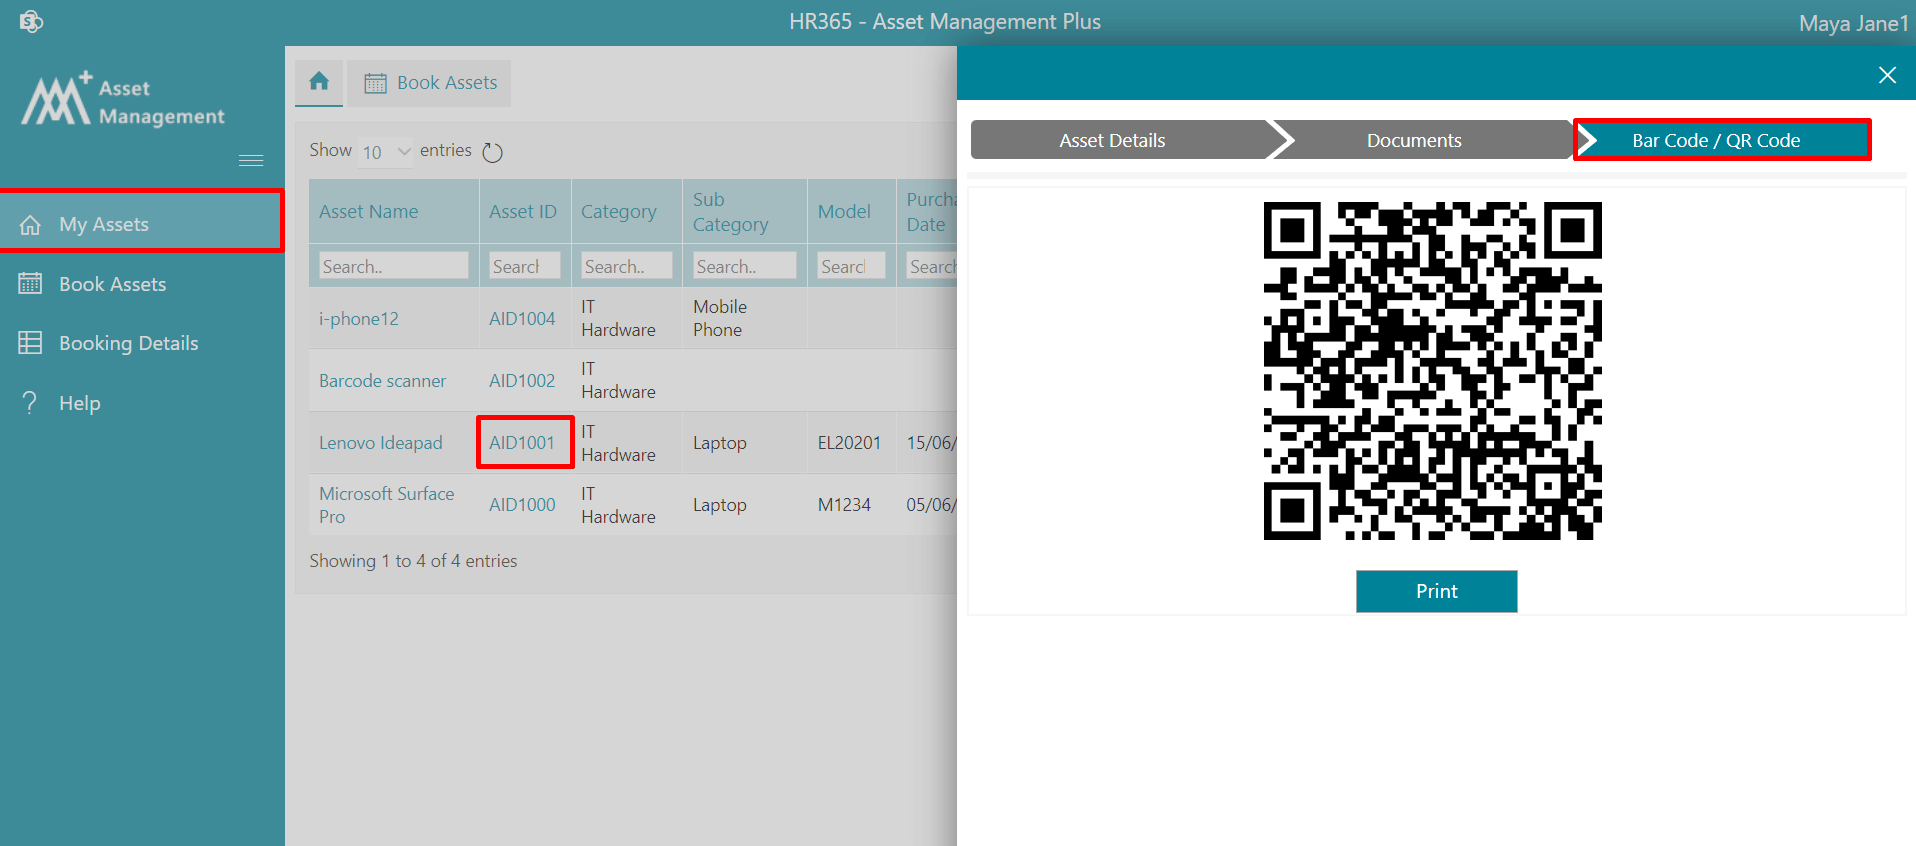 HR365 - Asset Management Plus
Maya Jane1
Asset
Management
My Assets
Book Assets
Booking Details
Help
Book Assets
Show 10 entries
Asset Name Asset ID Category Sub Category Model Purcha Date
Search.. Search Search.. Search.. Searcl Search
i-phone12 AID1004 IT Hardware Mobile Phone
Barcode scanner AID1002 IT Hardware
Lenovo Ideapad AID1001 IT Hardware Laptop EL20201 15/06/
Microsoft Surface Pro AID1000 IT Hardware Laptop M1234 05/06/
Showing 1 to 4 of 4 entries
Asset Details Documents Bar Code / QR Code
Print